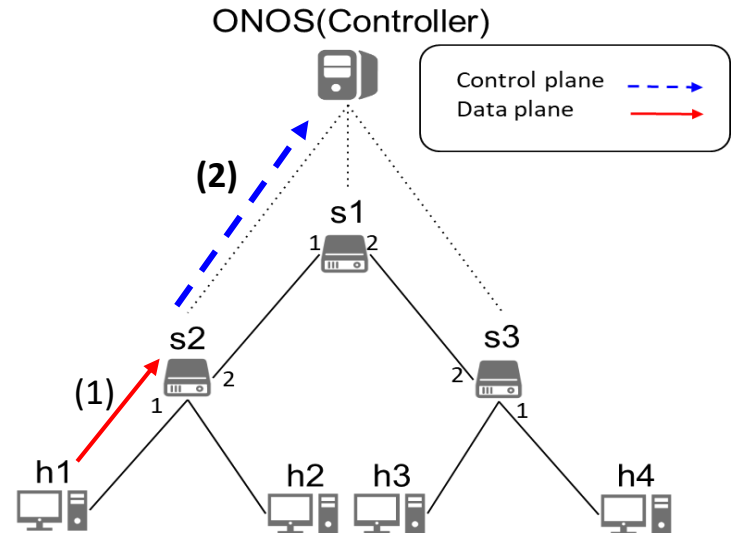 ONOS(Controller)
Control plane
Data plane
(2)
s1
1 2
s2
s3
2
2
(1)
1
1
h1
h2
h3
h4